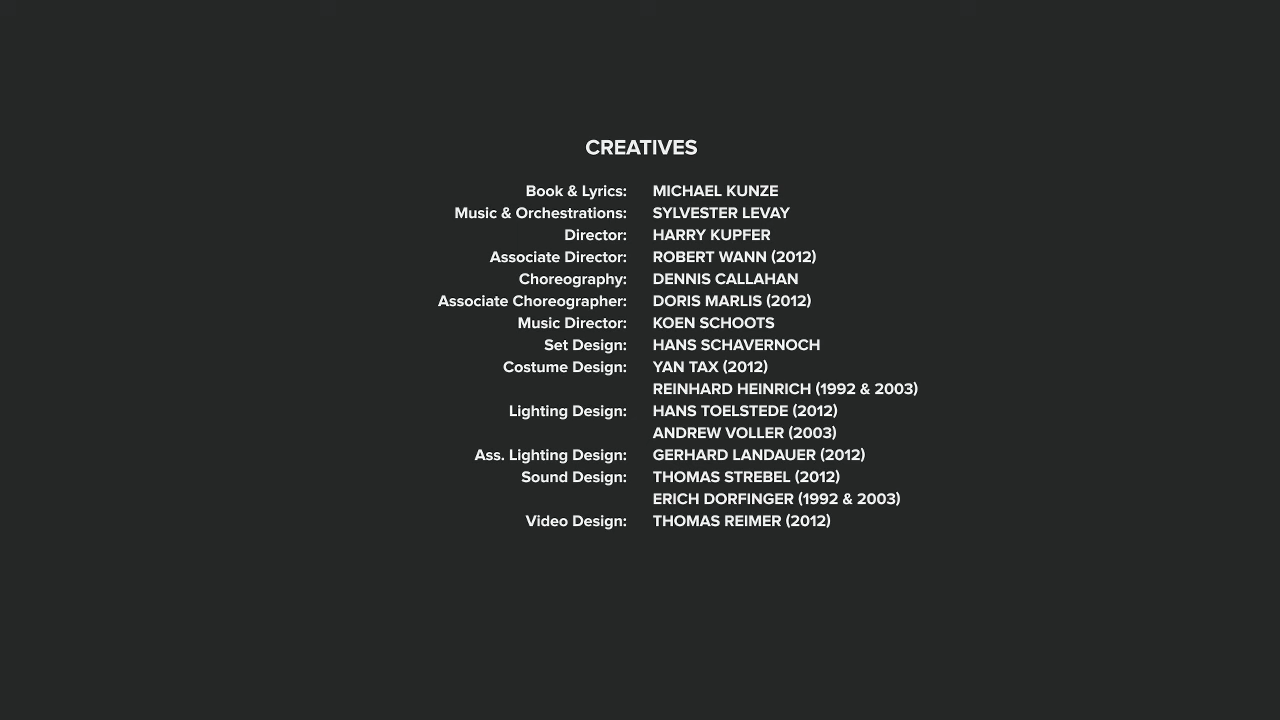 CREATIVES
Book & Lyrics: MICHAEL KUNZE
Music & Orchestrations: SYLVESTER LEVAY
Director: HARRY KUPFER
Associate Director: ROBERT WANN (2012)
Choreography: DENNIS CALLAHAN
Associate Choreographer: DORIS MARLIS (2012)
Music Director: KOEN SCHOOTS
Set Design: HANS SCHAVERNOCH
Costume Design: YAN TAX (2012)
REINHARD HEINRICH (1992 & 2003)
Lighting Design: HANS TOELSTEDE (2012)
ANDREW VOLLER (2003)
Ass. Lighting Design: GERHARD LANDAUER (2012)
Sound Design: THOMAS STREBEL (2012)
ERICH DORFINGER (1992 & 2003)
Video Design: THOMAS REIMER (2012)